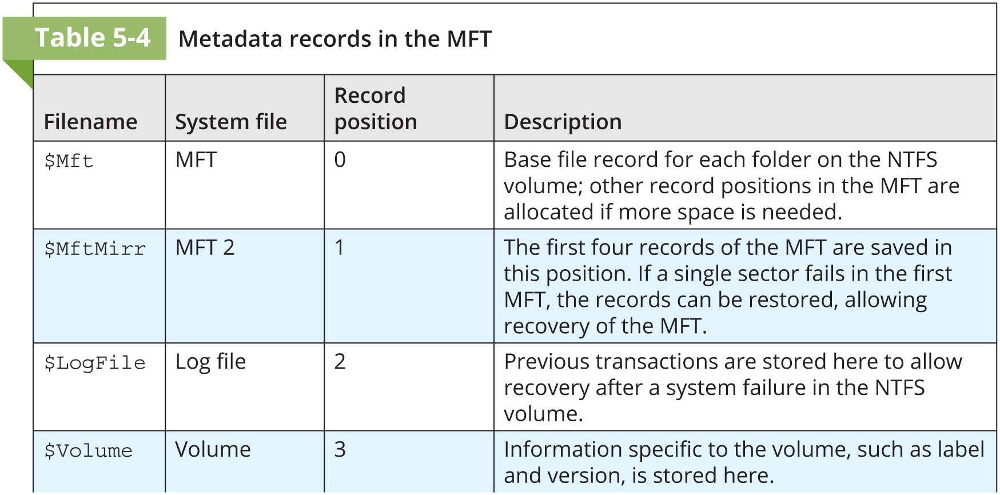 Table 5-4 Metadata records in the MFT
Filename System file Record position Description
$Mft MFT 0 Base file record for each folder on the NTFS
volume; other record positions in the MFT are
allocated if more space is needed.
$MftMirr MFT 2 1 The first four records of the MFT are saved in
this position. If a single sector fails in the first
MFT, the records can be restored, allowing
recovery of the MFT.
$LogFile Log file 2 Previous transactions are stored here to allow
recovery after a system failure in the NTFS
volume.
$Volume Volume 3 Information specific to the volume, such as label
and version, is stored here.